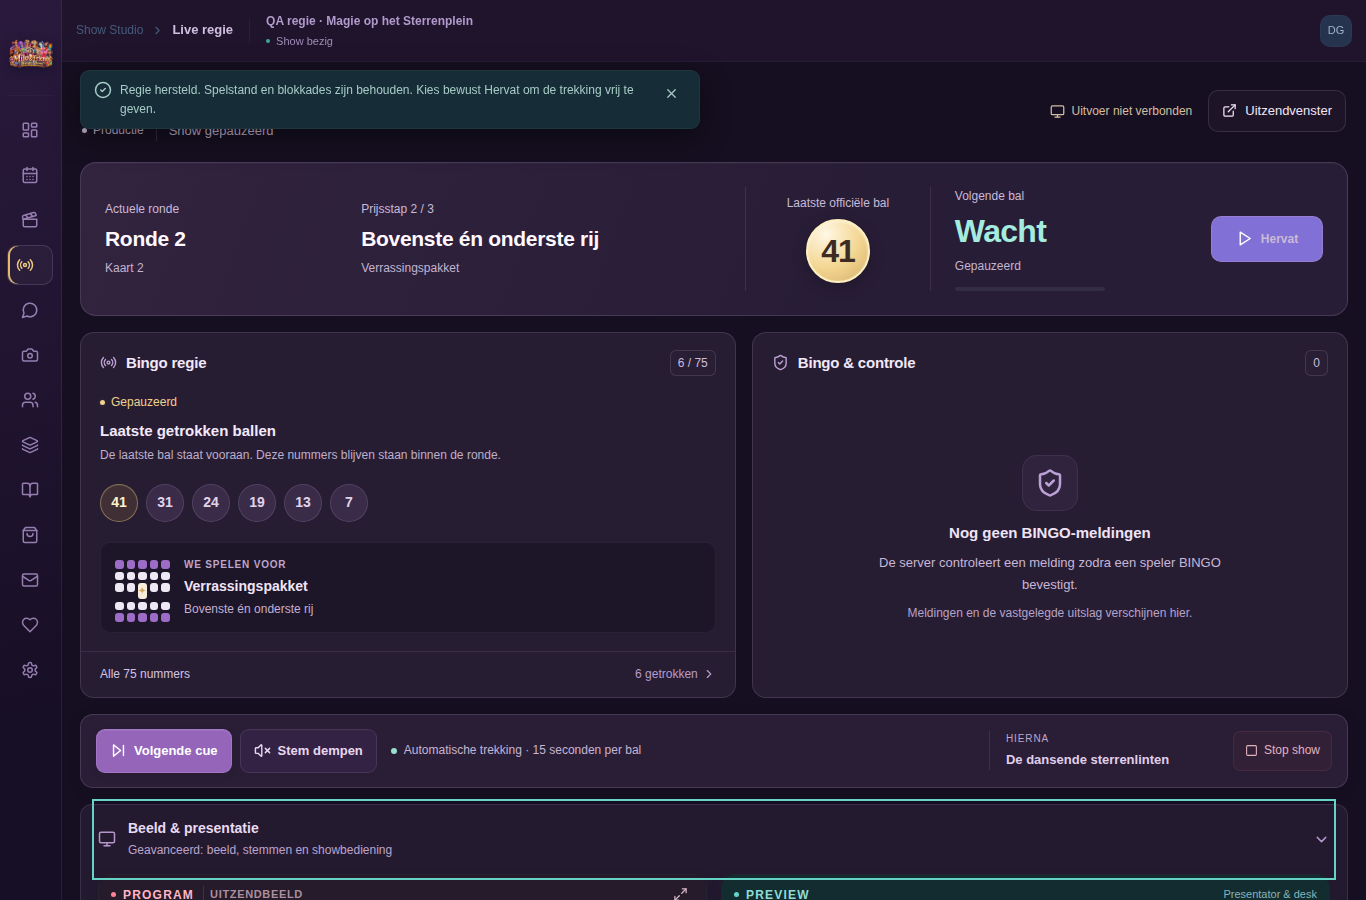 Show Studio
Live regie
QA regie · Magie op het Sterrenplein
Show bezig
DG
Regie hersteld. Spelstand en blokkades zijn behouden. Kies bewust Hervat om de trekking vrij te
geven.
Productie
Show gepauzeerd
Uitvoer niet verbonden
Uitzendvenster
Actuele ronde
Ronde 2
Kaart 2
Prijsstap 2 / 3
Bovenste én onderste rij
Verrassingspakket
Laatste officiële bal
41
Volgende bal
Wacht
Gepauzeerd
Hervat
Bingo regie
6 / 75
Gepauzeerd
Laatste getrokken ballen
De laatste bal staat vooraan. Deze nummers blijven staan binnen de ronde.
41 31 24 19 13 7
WE SPELEN VOOR
Verrassingspakket
Bovenste én onderste rij
Alle 75 nummers
6 getrokken
Bingo & controle
0
Nog geen BINGO-meldingen
De server controleert een melding zodra een speler BINGO
bevestigt.
Meldingen en de vastgelegde uitslag verschijnen hier.
Volgende cue
Stem dempen
Automatische trekking · 15 seconden per bal
HIERNA
De dansende sterrenlinten
Stop show
Beeld & presentatie
Geavanceerd: beeld, stemmen en showbediening
PROGRAM
UITZENDBEELD
PREVIEW
Presentator & desk